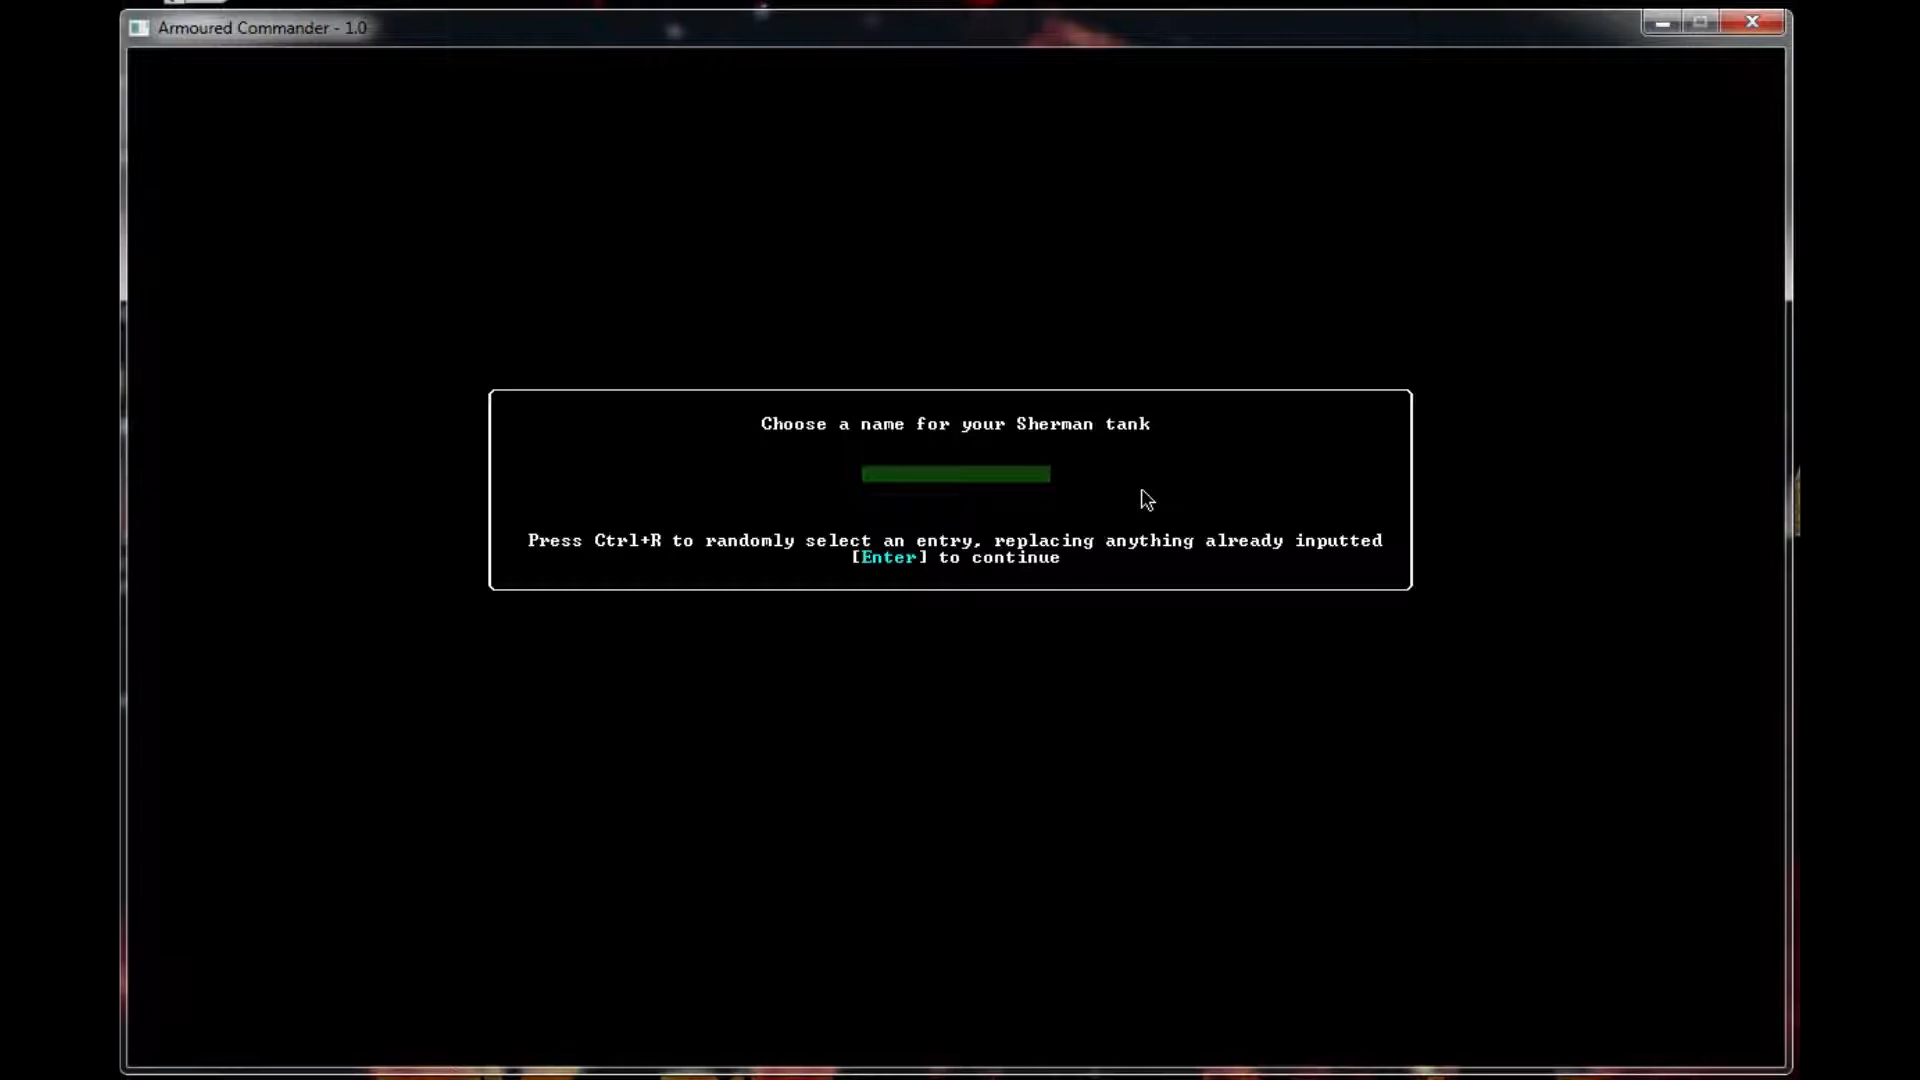 Armoured Commander - 1.0
Choose a name for your Sherman tank
Press Ctrl+R to randomly select an entry, replacing anything already inputted
[Enter] to continue